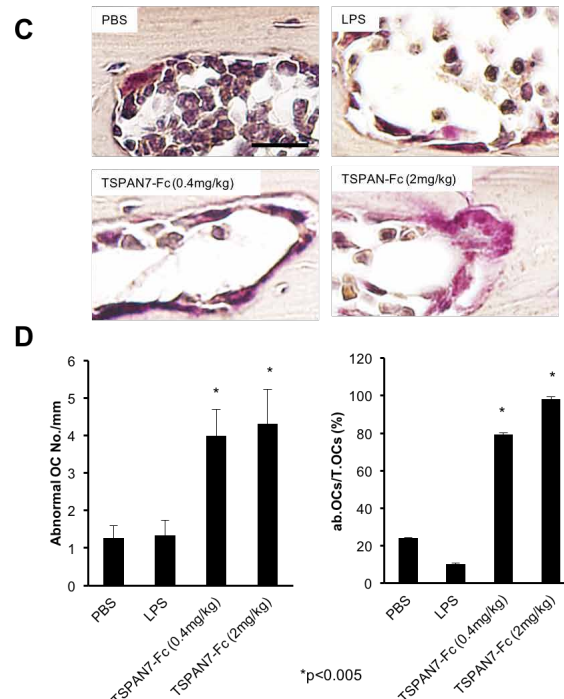 C
PBS
LPS
TSPAN7-Fc (0.4mg/kg)
TSPAN-Fc (2mg/kg)
D
Abnormal OC No./mm
6
5
4
3
2
1
0
*
*
PBS
LPS
TSPAN7-Fc (0.4mg/kg)
TSPAN7-Fc (2mg/kg)
ab.OCs/T.OCs (%)
120
100
80
60
40
20
0
*
*
PBS
LPS
TSPAN7-Fc (0.4mg/kg)
TSPAN7-Fc (2mg/kg)
*p<0.005